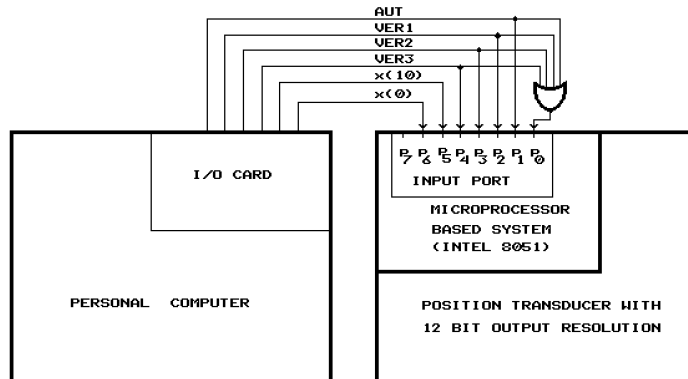 AUT
VER1
VER2
VER3
x(10)
x(0)
P7 P6 P5 P4 P3 P2 P1 P0
I/O CARD
INPUT PORT
MICROPROCESSOR
BASED SYSTEM
(INTEL 8051)
PERSONAL COMPUTER
POSITION TRANSDUCER WITH
12 BIT OUTPUT RESOLUTION